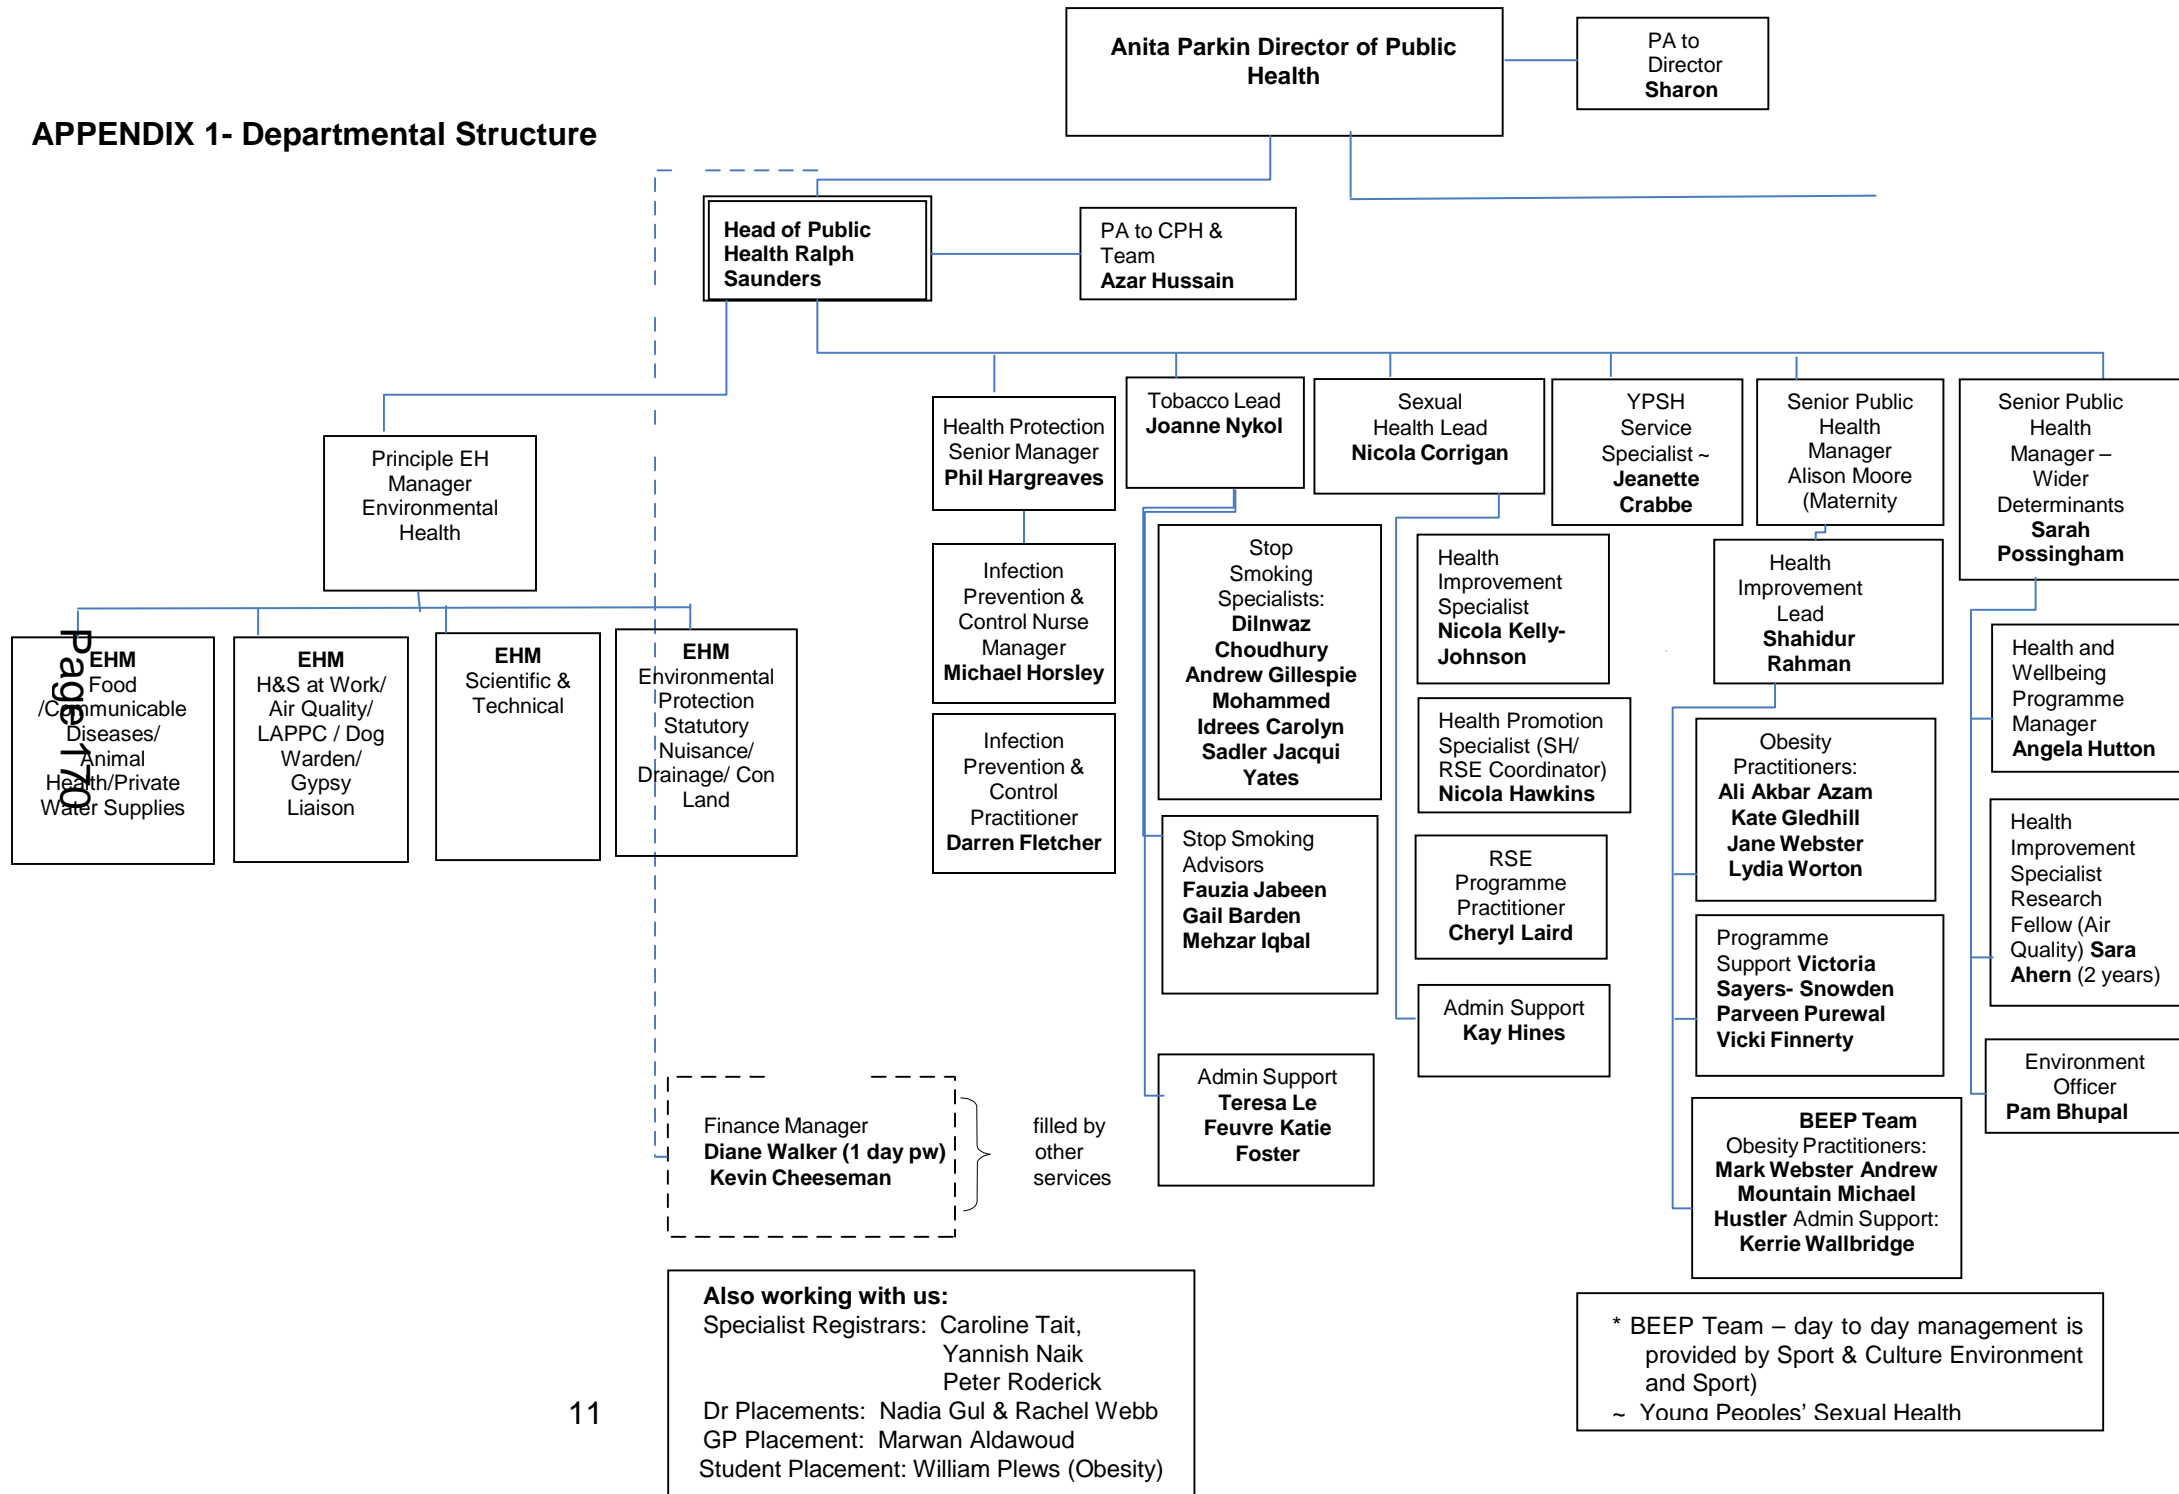 Anita Parkin Director of Public
Health
PA to
Director
Sharon
APPENDIX 1- Departmental Structure
Head of Public
Health Ralph
Saunders
PA to CPH &
Team
Azar Hussain
Principle EH
Manager
Environmental
Health
Health Protection
Senior Manager
Phil Hargreaves
Tobacco Lead
Joanne Nykol
Sexual
Health Lead
Nicola Corrigan
YPSH
Service
Specialist ~
Jeanette
Crabbe
Senior Public
Health
Manager
Alison Moore
(Maternity
Senior Public
Health
Manager –
Wider
Determinants
Sarah
Possingham
EHM
Food
/Communicable
Diseases/
Animal
Health/Private
Water Supplies
Page 170
EHM
H&S at Work/
Air Quality/
LAPPC / Dog
Warden/
Gypsy
Liaison
EHM
Scientific &
Technical
EHM
Environmental
Protection
Statutory
Nuisance/
Drainage/ Con
Land
Infection
Prevention &
Control Nurse
Manager
Michael Horsley
Infection
Prevention &
Control
Practitioner
Darren Fletcher
Stop
Smoking
Specialists:
Dilnwaz
Choudhury
Andrew Gillespie
Mohammed
Idrees Carolyn
Sadler Jacqui
Yates
Stop Smoking
Advisors
Fauzia Jabeen
Gail Barden
Mehzar Iqbal
Admin Support
Teresa Le
Feuvre Katie
Foster
Health
Improvement
Specialist
Nicola Kelly-
Johnson
Health Promotion
Specialist (SH/
RSE Coordinator)
Nicola Hawkins
RSE
Programme
Practitioner
Cheryl Laird
Admin Support
Kay Hines
Health
Improvement
Lead
Shahidur
Rahman
Obesity
Practitioners:
Ali Akbar Azam
Kate Gledhill
Jane Webster
Lydia Worton
Programme
Support Victoria
Sayers- Snowden
Parveen Purewal
Vicki Finnerty
BEEP Team
Obesity Practitioners:
Mark Webster Andrew
Mountain Michael
Hustler Admin Support:
Kerrie Wallbridge
Health and
Wellbeing
Programme
Manager
Angela Hutton
Health
Improvement
Specialist
Research
Fellow (Air
Quality) Sara
Ahern (2 years)
Environment
Officer
Pam Bhupal
Finance Manager
Diane Walker (1 day pw)
Kevin Cheeseman
filled by
other
services
Also working with us:
Specialist Registrars: Caroline Tait,
Yannish Naik
Peter Roderick
Dr Placements: Nadia Gul & Rachel Webb
GP Placement: Marwan Aldawoud
Student Placement: William Plews (Obesity)
* BEEP Team – day to day management is
provided by Sport & Culture Environment
and Sport)
~ Young Peoples' Sexual Health
11